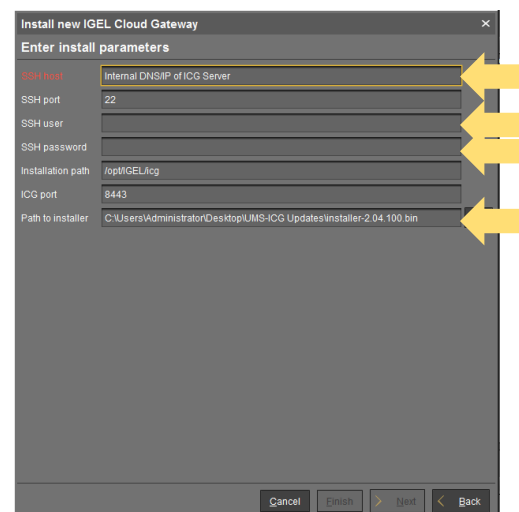 Install new IGEL Cloud Gateway ×
Enter install parameters
SSH host Internal DNS/IP of ICG Server
SSH port 22
SSH user
SSH password
Installation path /opt/IGEL/icg
ICG port 8443
Path to installer C:\Users\Administrator\Desktop\UMS-ICG Updates\installer-2.04.100.bin
Cancel Finish > Next < Back